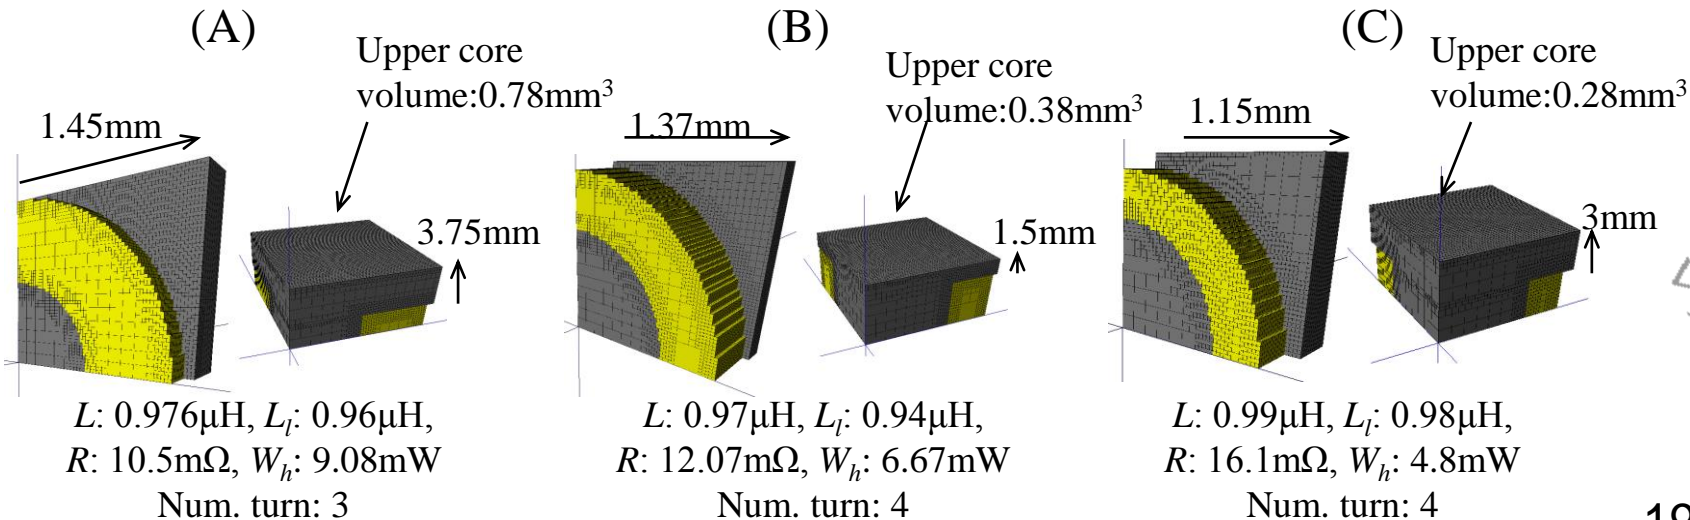 (A)
Upper core
volume:0.78mm³
1.45mm
3.75mm
L: 0.976μH, Lₗ: 0.96μH,
R: 10.5mΩ, Wₕ: 9.08mW
Num. turn: 3
(B)
Upper core
volume:0.38mm³
1.37mm
1.5mm
L: 0.97μH, Lₗ: 0.94μH,
R: 12.07mΩ, Wₕ: 6.67mW
Num. turn: 4
(C)
Upper core
volume:0.28mm³
1.15mm
3mm
L: 0.99μH, Lₗ: 0.98μH,
R: 16.1mΩ, Wₕ: 4.8mW
Num. turn: 4